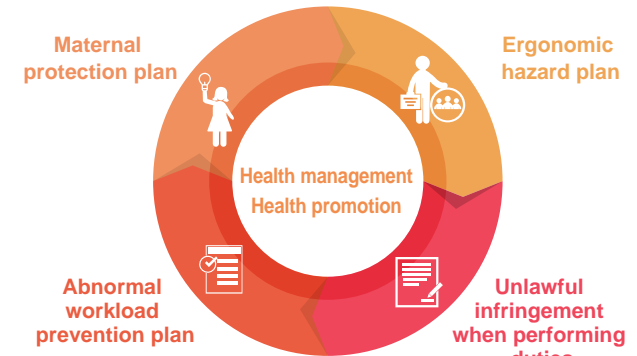 Maternal
protection plan
Ergonomic
hazard plan
Health management
Health promotion
Abnormal
workload
prevention plan
Unlawful
infringement
when performing